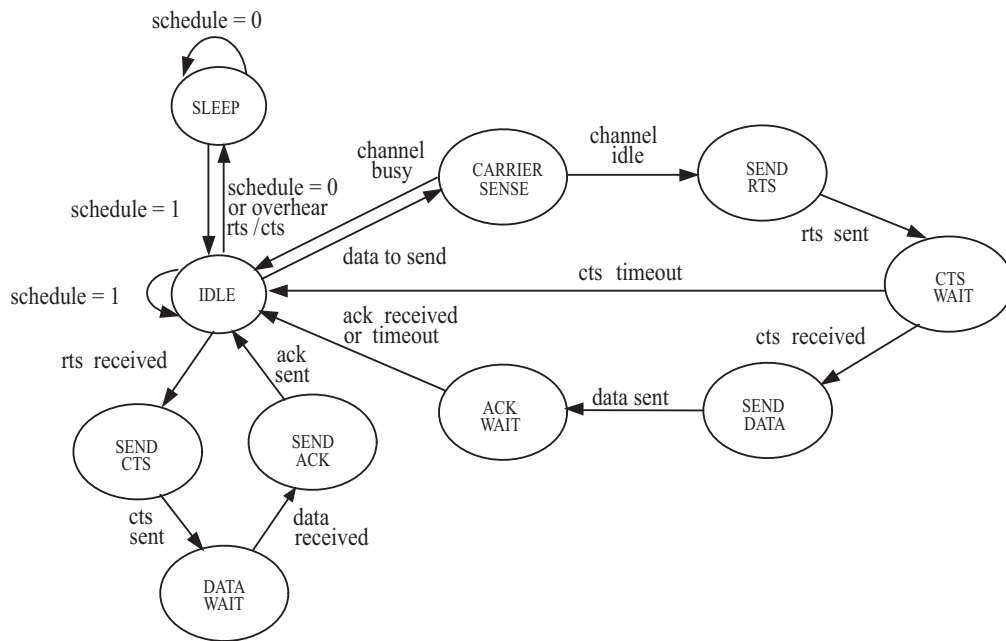 schedule = 0
SLEEP
schedule = 1
schedule = 0
or overhear
rts /cts
channel
busy
CARRIER
SENSE
channel
idle
SEND
RTS
data to send
rts sent
schedule = 1
IDLE
cts timeout
CTS
WAIT
ack received
or timeout
cts received
rts received
ack
sent
ACK
WAIT
data sent
SEND
DATA
SEND
CTS
SEND
ACK
cts
sent
data
received
DATA
WAIT